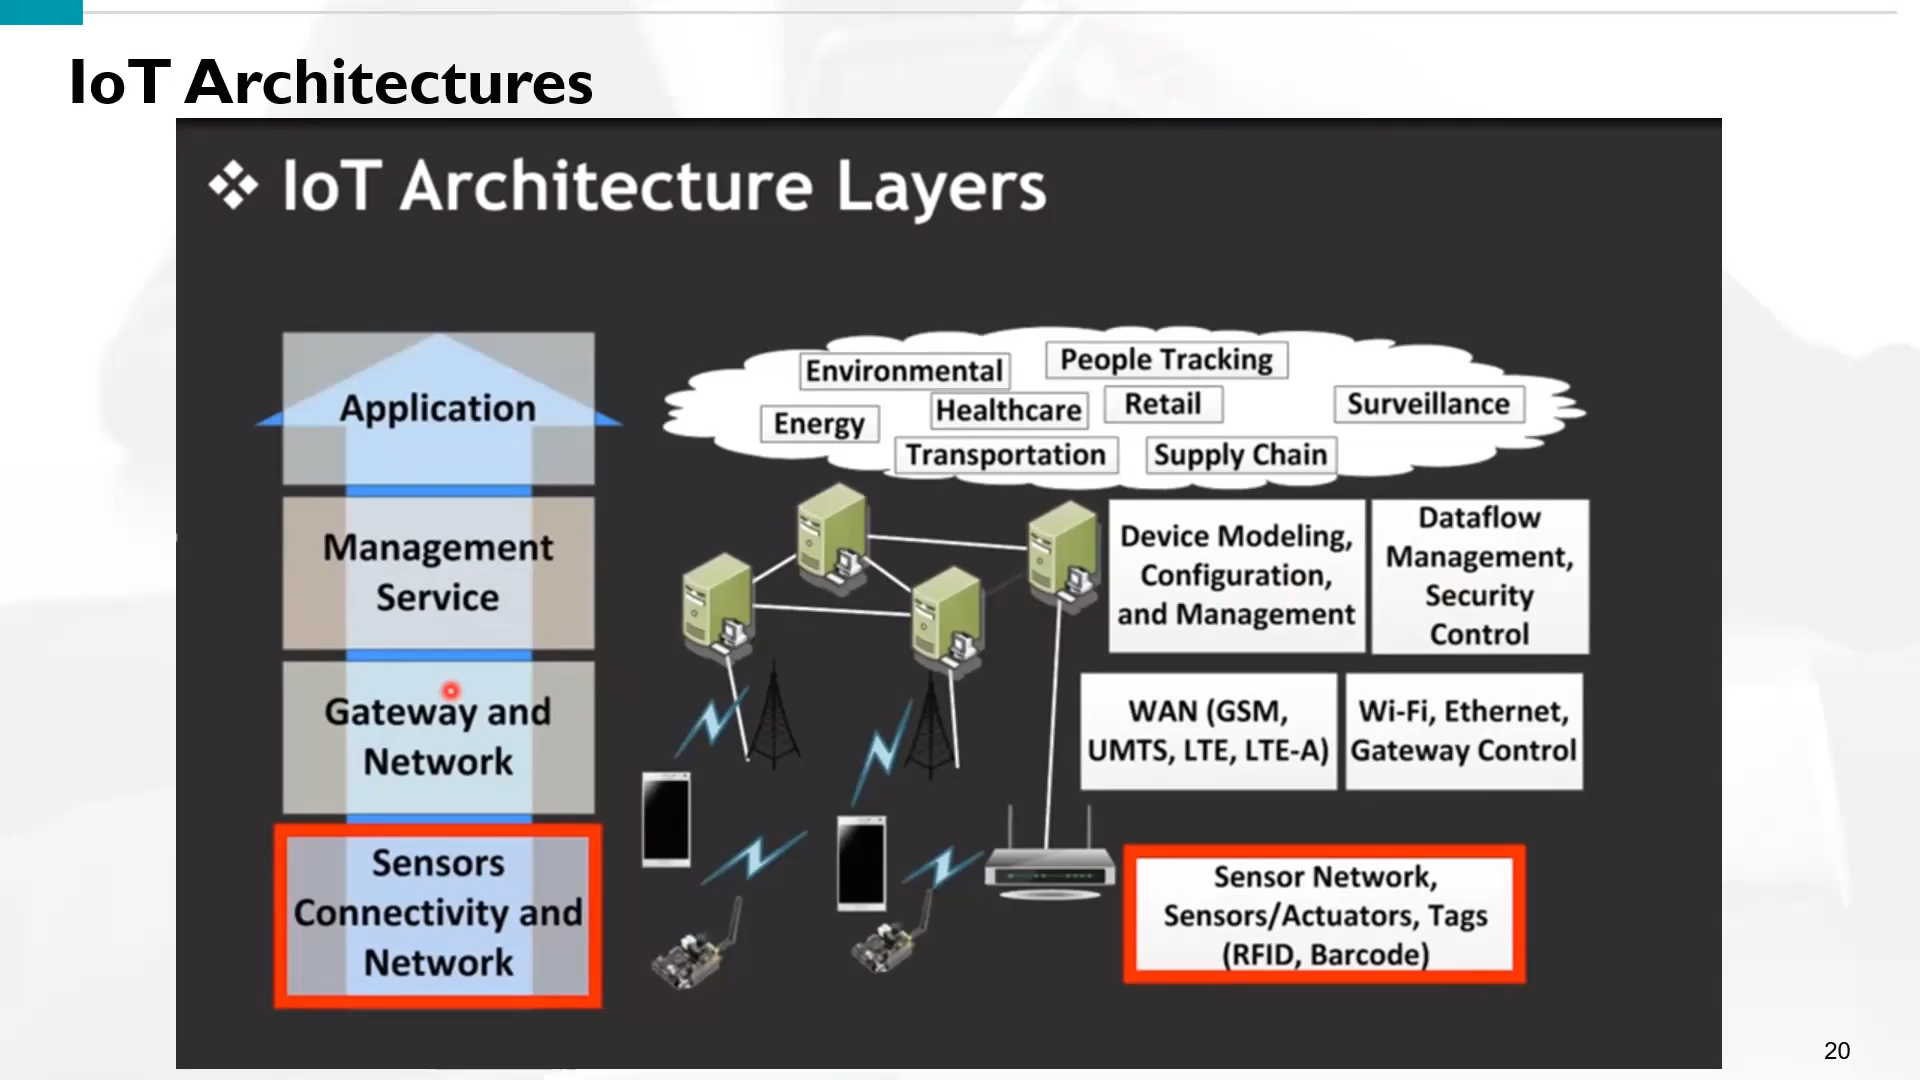 IoT Architectures
IoT Architecture Layers
Application
Management
Service
Gateway and
Network
Sensors
Connectivity and
Network
Environmental
People Tracking
Energy
Healthcare
Retail
Surveillance
Transportation
Supply Chain
Device Modeling,
Configuration,
and Management
Dataflow
Management,
Security
Control
WAN (GSM,
UMTS, LTE, LTE-A)
Wi-Fi, Ethernet,
Gateway Control
Sensor Network,
Sensors/Actuators, Tags
(RFID, Barcode)
20